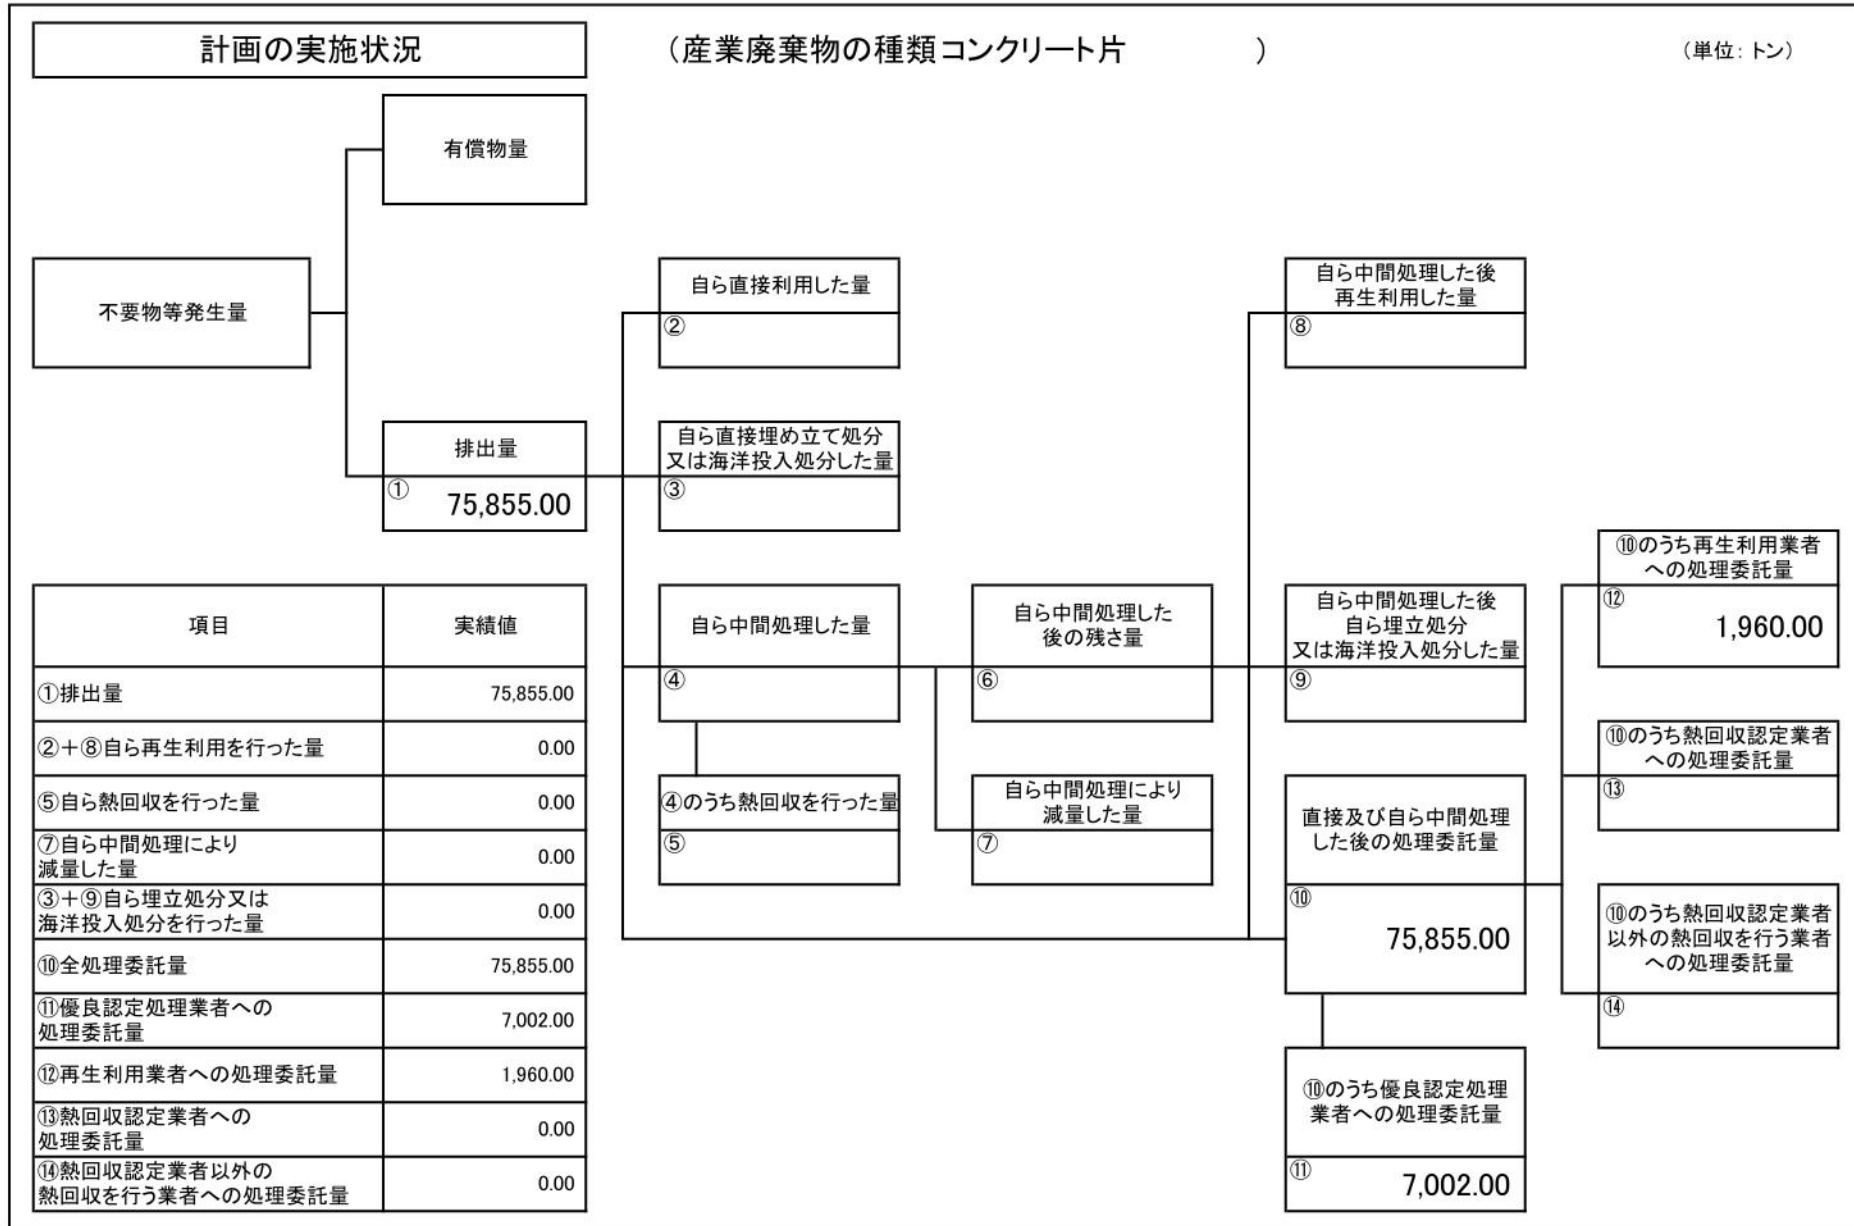 計画の実施状況
（産業廃棄物の種類コンクリート片　　　　　）
（単位：トン）
有償物量
不要物等発生量
自ら直接利用した量
②
自ら中間処理した後
再生利用した量
⑧
排出量
①　75,855.00
自ら直接埋め立て処分
又は海洋投入処分した量
③
⑩のうち再生利用業者
への処理委託量
⑫
1,960.00
自ら中間処理した量
④
自ら中間処理した
後の残さ量
⑥
自ら中間処理した後
自ら埋立処分
又は海洋投入処分した量
⑨
⑩のうち熱回収認定業者
への処理委託量
⑬
④のうち熱回収を行った量
⑤
自ら中間処理により
減量した量
⑦
直接及び自ら中間処理
した後の処理委託量
⑩
75,855.00
⑩のうち熱回収認定業者
以外の熱回収を行う業者
への処理委託量
⑭
⑩のうち優良認定処理
業者への処理委託量
⑪
7,002.00
項目　実績値
①排出量　75,855.00
②＋⑧自ら再生利用を行った量　0.00
⑤自ら熱回収を行った量　0.00
⑦自ら中間処理により
減量した量　0.00
③＋⑨自ら埋立処分又は
海洋投入処分を行った量　0.00
⑩全処理委託量　75,855.00
⑪優良認定処理業者への
処理委託量　7,002.00
⑫再生利用業者への処理委託量　1,960.00
⑬熱回収認定業者への
処理委託量　0.00
⑭熱回収認定業者以外の
熱回収を行う業者への処理委託量　0.00